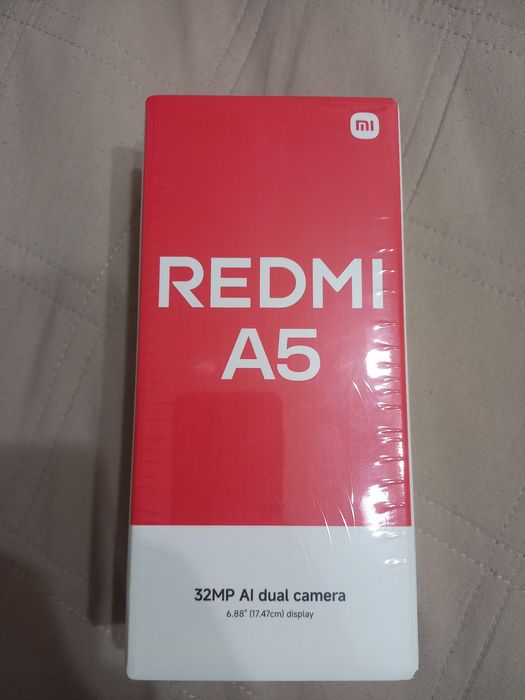 mi
REDMI
A5
32MP AI dual camera
6.88" (17.47cm) display